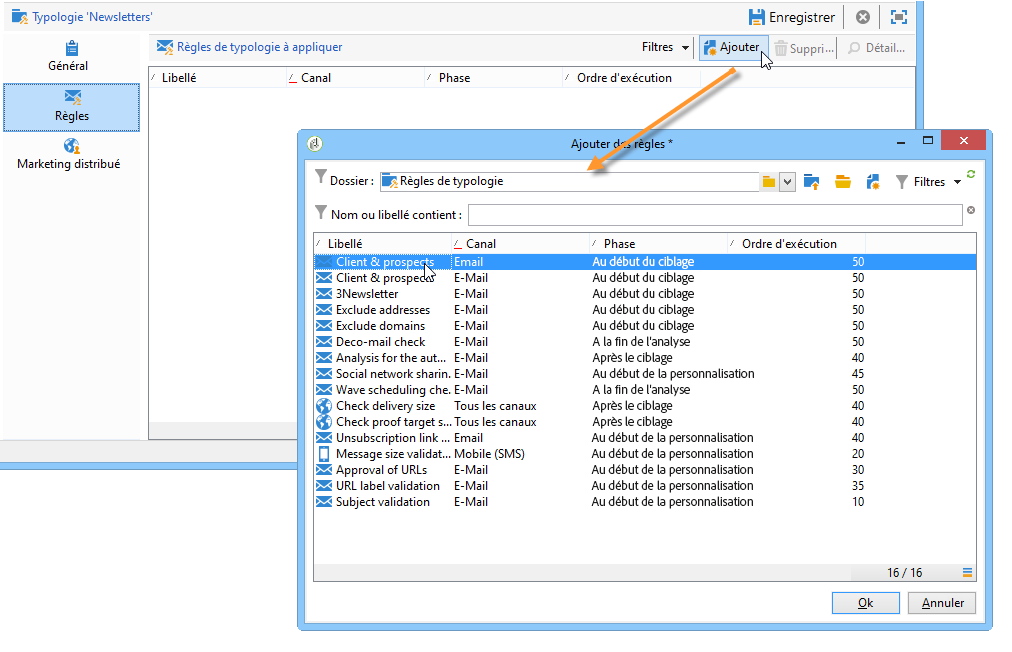 Typologie 'Newsletters'
Enregistrer
Général
Règles
Marketing distribué
Règles de typologie à appliquer
Filtres
Ajouter
Suppri...
Détail...
Libellé Canal Phase Ordre d'exécution
Ajouter des règles *
Dossier : Règles de typologie
Filtres
Nom ou libellé contient :
Libellé Canal Phase Ordre d'exécution
Client & prospects Email Au début du ciblage 50
Client & prospects E-Mail Au début du ciblage 50
3Newsletter E-Mail Au début du ciblage 50
Exclude addresses E-Mail Au début du ciblage 50
Exclude domains E-Mail Au début du ciblage 50
Deco-mail check E-Mail A la fin de l'analyse 50
Analysis for the aut... E-Mail Après le ciblage 40
Social network sharin. E-Mail Au début de la personnalisation 45
Wave scheduling che. E-Mail A la fin de l'analyse 50
Check delivery size Tous les canaux Après le ciblage 40
Check proof target s... Tous les canaux Après le ciblage 40
Unsubscription link ... Email Au début de la personnalisation 40
Message size validat... Mobile (SMS) Au début de la personnalisation 20
Approval of URLs E-Mail Au début de la personnalisation 30
URL label validation E-Mail Au début de la personnalisation 35
Subject validation E-Mail Au début de la personnalisation 10
16 / 16
Ok
Annuler